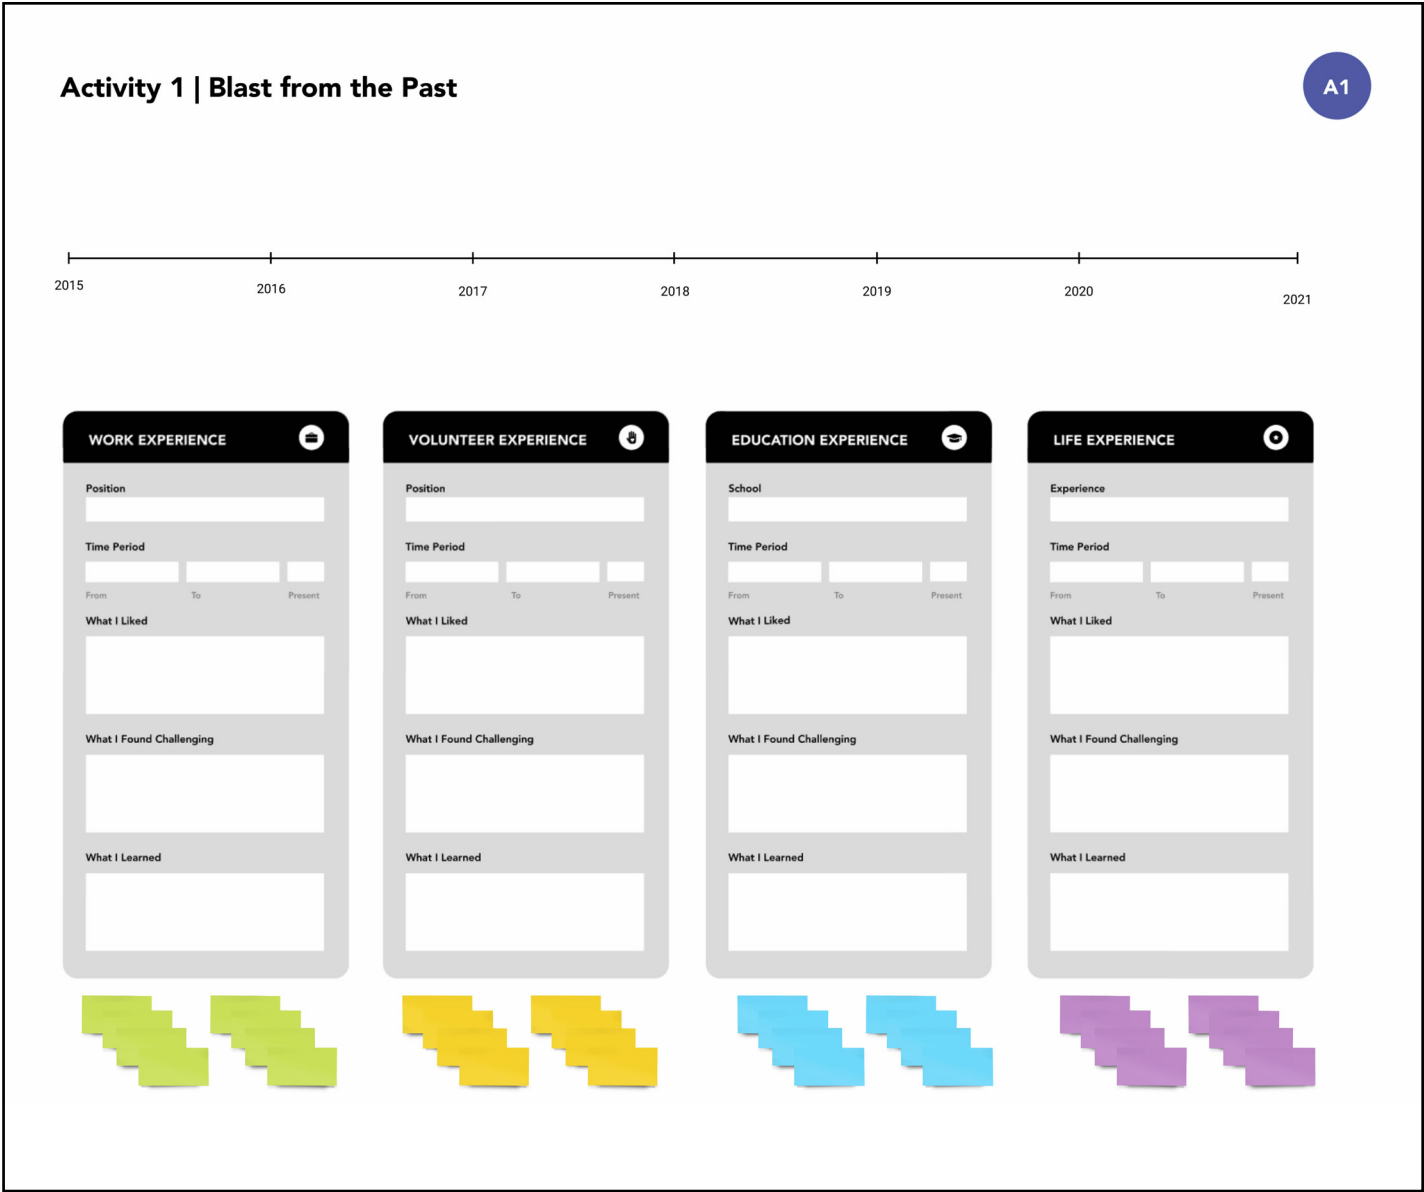 Activity 1 | Blast from the Past
A1
2015 2016 2017 2018 2019 2020 2021
WORK EXPERIENCE
Position
Time Period
From To Present
What I Liked
What I Found Challenging
What I Learned
VOLUNTEER EXPERIENCE
Position
Time Period
From To Present
What I Liked
What I Found Challenging
What I Learned
EDUCATION EXPERIENCE
School
Time Period
From To Present
What I Liked
What I Found Challenging
What I Learned
LIFE EXPERIENCE
Experience
Time Period
From To Present
What I Liked
What I Found Challenging
What I Learned